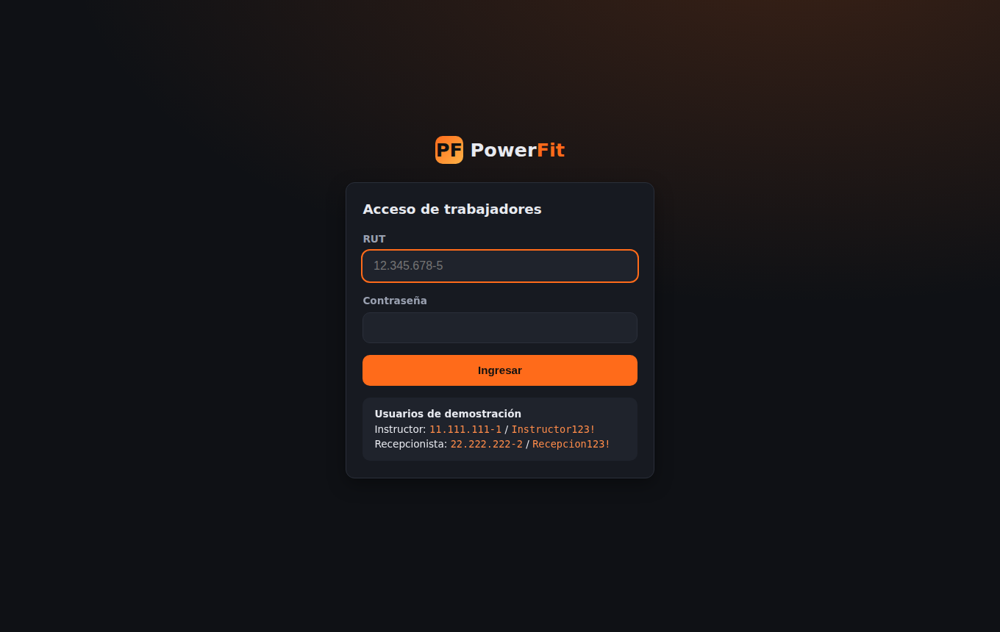 PF PowerFit
Acceso de trabajadores
RUT
12.345.678-5
Contraseña
Ingresar
Usuarios de demostración
Instructor: 11.111.111-1 / Instructor123!
Recepcionista: 22.222.222-2 / Recepcion123!